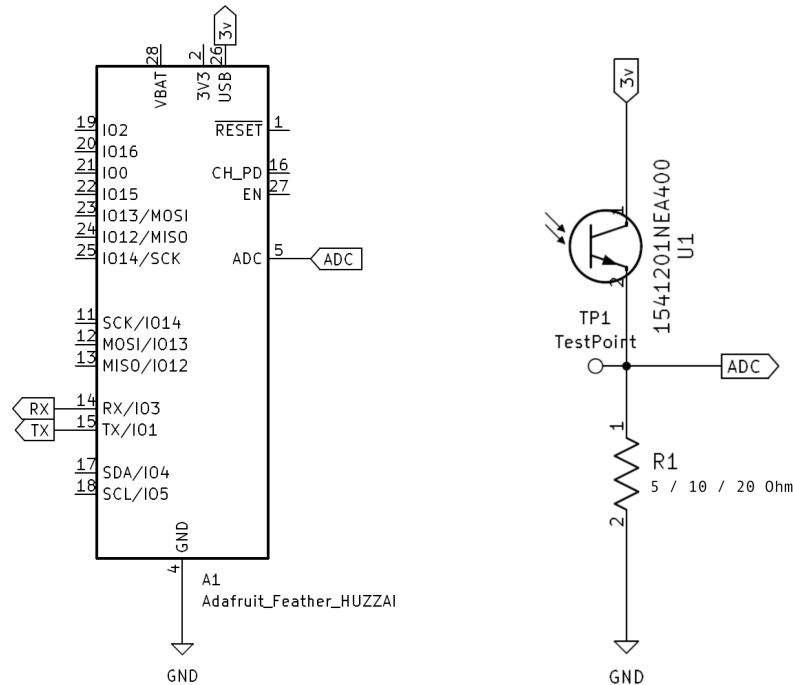 3v
28
2
26
VBAT
3V3
USB
19 IO2
RESET 1
20 IO16
21 IO0
CH_PD 16
22 IO15
EN 27
23 IO13/MOSI
24 IO12/MISO
25 IO14/SCK
ADC 5 ADC
11 SCK/IO14
12 MOSI/IO13
13 MISO/IO12
RX 14 RX/IO3
TX 15 TX/IO1
17 SDA/IO4
18 SCL/IO5
GND
4
A1
Adafruit_Feather_HUZZAI
GND
3v
1
2
1541201NEA400
U1
TP1
TestPoint
ADC
1
R1
5 / 10 / 20 Ohm
2
GND